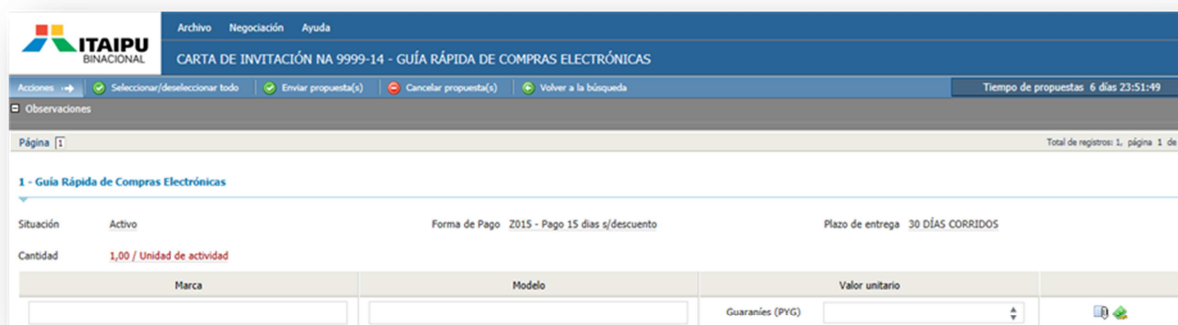 ITAIPU
BINACIONAL
Archivo Negociación Ayuda
CARTA DE INVITACIÓN NA 9999-14 - GUÍA RÁPIDA DE COMPRAS ELECTRÓNICAS
Acciones Seleccionar/deseleccionar todo Enviar propuesta(s) Cancelar propuesta(s) Volver a la búsqueda Tiempo de propuestas 6 días 23:51:49
Observaciones
Página 1 Total de registros: 1, página 1 de
1 - Guía Rápida de Compras Electrónicas
Situación Activo Forma de Pago Z015 - Pago 15 dias s/descuento Plazo de entrega 30 DÍAS CORRIDOS
Cantidad 1,00 / Unidad de actividad
Marca Modelo Valor unitario
Guaraníes (PYG)